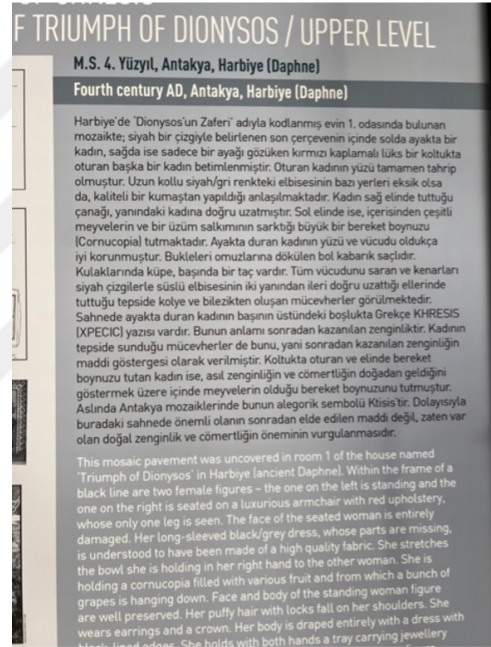 F TRIUMPH OF DIONYSOS / UPPER LEVEL
M.S. 4. Yüzyıl, Antakya, Harbiye (Daphne)
Fourth century AD, Antakya, Harbiye (Daphne)
Harbiye'de 'Dionysos'un Zaferi' adıyla kodlanmış evin 1. odasında bulunan
mozaikte; siyah bir çizgiyle belirlenen son çerçevenin içinde solda ayakta bir
kadın, sağda ise sadece bir ayağı gözüken kırmızı kaplamalı lüks bir koltukta
oturan başka bir kadın betimlenmiştir. Oturan kadının yüzü tamamen tahrip
olmuştur. Uzun kollu siyah/gri renkteki elbisesinin bazı yerleri eksik olsa
da, kaliteli bir kumaştan yapıldığı anlaşılmaktadır. Kadın sağ elinde tuttuğu
çanağı, yanındaki kadına doğru uzatmıştır. Sol elinde ise, içerisinden çeşitli
meyvelerin ve bir üzüm salkımının sarktığı büyük bir bereket boynuzu
(Cornucopia) tutmaktadır. Ayakta duran kadının yüzü ve vücudu oldukça
iyi korunmuştur. Bukleleri omuzlarına dökülen bol kabarık saçlıdır.
Kulaklarında küpe, başında bir taç vardır. Tüm vücudunu saran ve kenarları
siyah çizgilerle süslü elbisesinin iki yanından ileri doğru uzattığı ellerinde
tuttuğu tepside kolye ve bilezikten oluşan mücevherler görülmektedir.
Sahnede ayakta duran kadının başının üstündeki boşlukta Grekçe KHRESIS
(XPECIC) yazısı vardır. Bunun anlamı sonradan kazanılan zenginliktir. Kadının
tepside sunduğu mücevherler de bunu, yani sonradan kazanılan zenginliğin
maddi göstergesi olarak verilmiştir. Koltukta oturan ve elinde bereket
boynuzu tutan kadın ise, asıl zenginliğin ve cömertliğin doğadan geldiğini
göstermek üzere içinde meyvelerin olduğu bereket boynuzunu tutmuştur.
Aslında Antakya mozaiklerinde bunun alegorik sembolü Ktisis'tir. Dolayısıyla
buradaki sahnede önemli olanın sonradan elde edilen maddi değil, zaten var
olan doğal zenginlik ve cömertliğin öneminin vurgulanmasıdır.
This mosaic pavement was uncovered in room 1 of the house named
'Triumph of Dionysos' in Harbiye (ancient Daphne). Within the frame of a
black line are two female figures – the one on the left is standing and the
one on the right is seated on a luxurious armchair with red upholstery,
whose only one leg is seen. The face of the seated woman is entirely
damaged. Her long-sleeved black/grey dress, whose parts are missing,
is understood to have been made of a high quality fabric. She stretches
the bowl she is holding in her right hand to the other woman. She is
holding a cornucopia filled with various fruit and from which a bunch of
grapes is hanging down. Face and body of the standing woman figure
are well preserved. Her puffy hair with locks fall on her shoulders. She
wears earrings and a crown. Her body is draped entirely with a dress with
black-lined edges. She holds with both hands a tray carrying jewellery